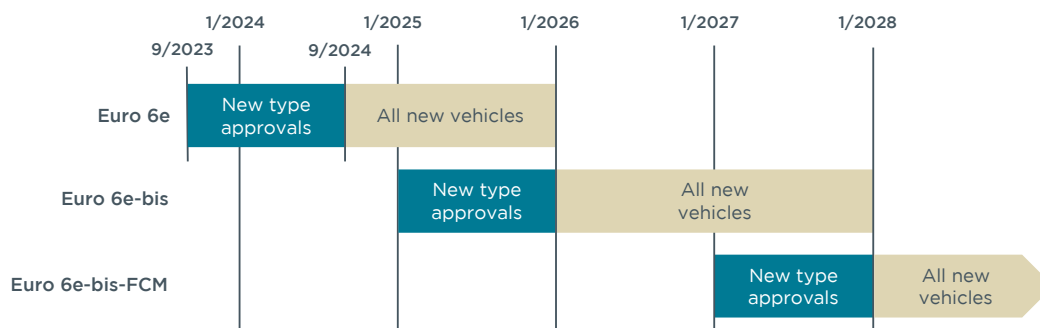 1/2024
1/2025
1/2026
1/2027
1/2028
9/2023
9/2024
Euro 6e
New type
approvals
All new vehicles
Euro 6e-bis
New type
approvals
All new
vehicles
Euro 6e-bis-FCM
New type
approvals
All new
vehicles